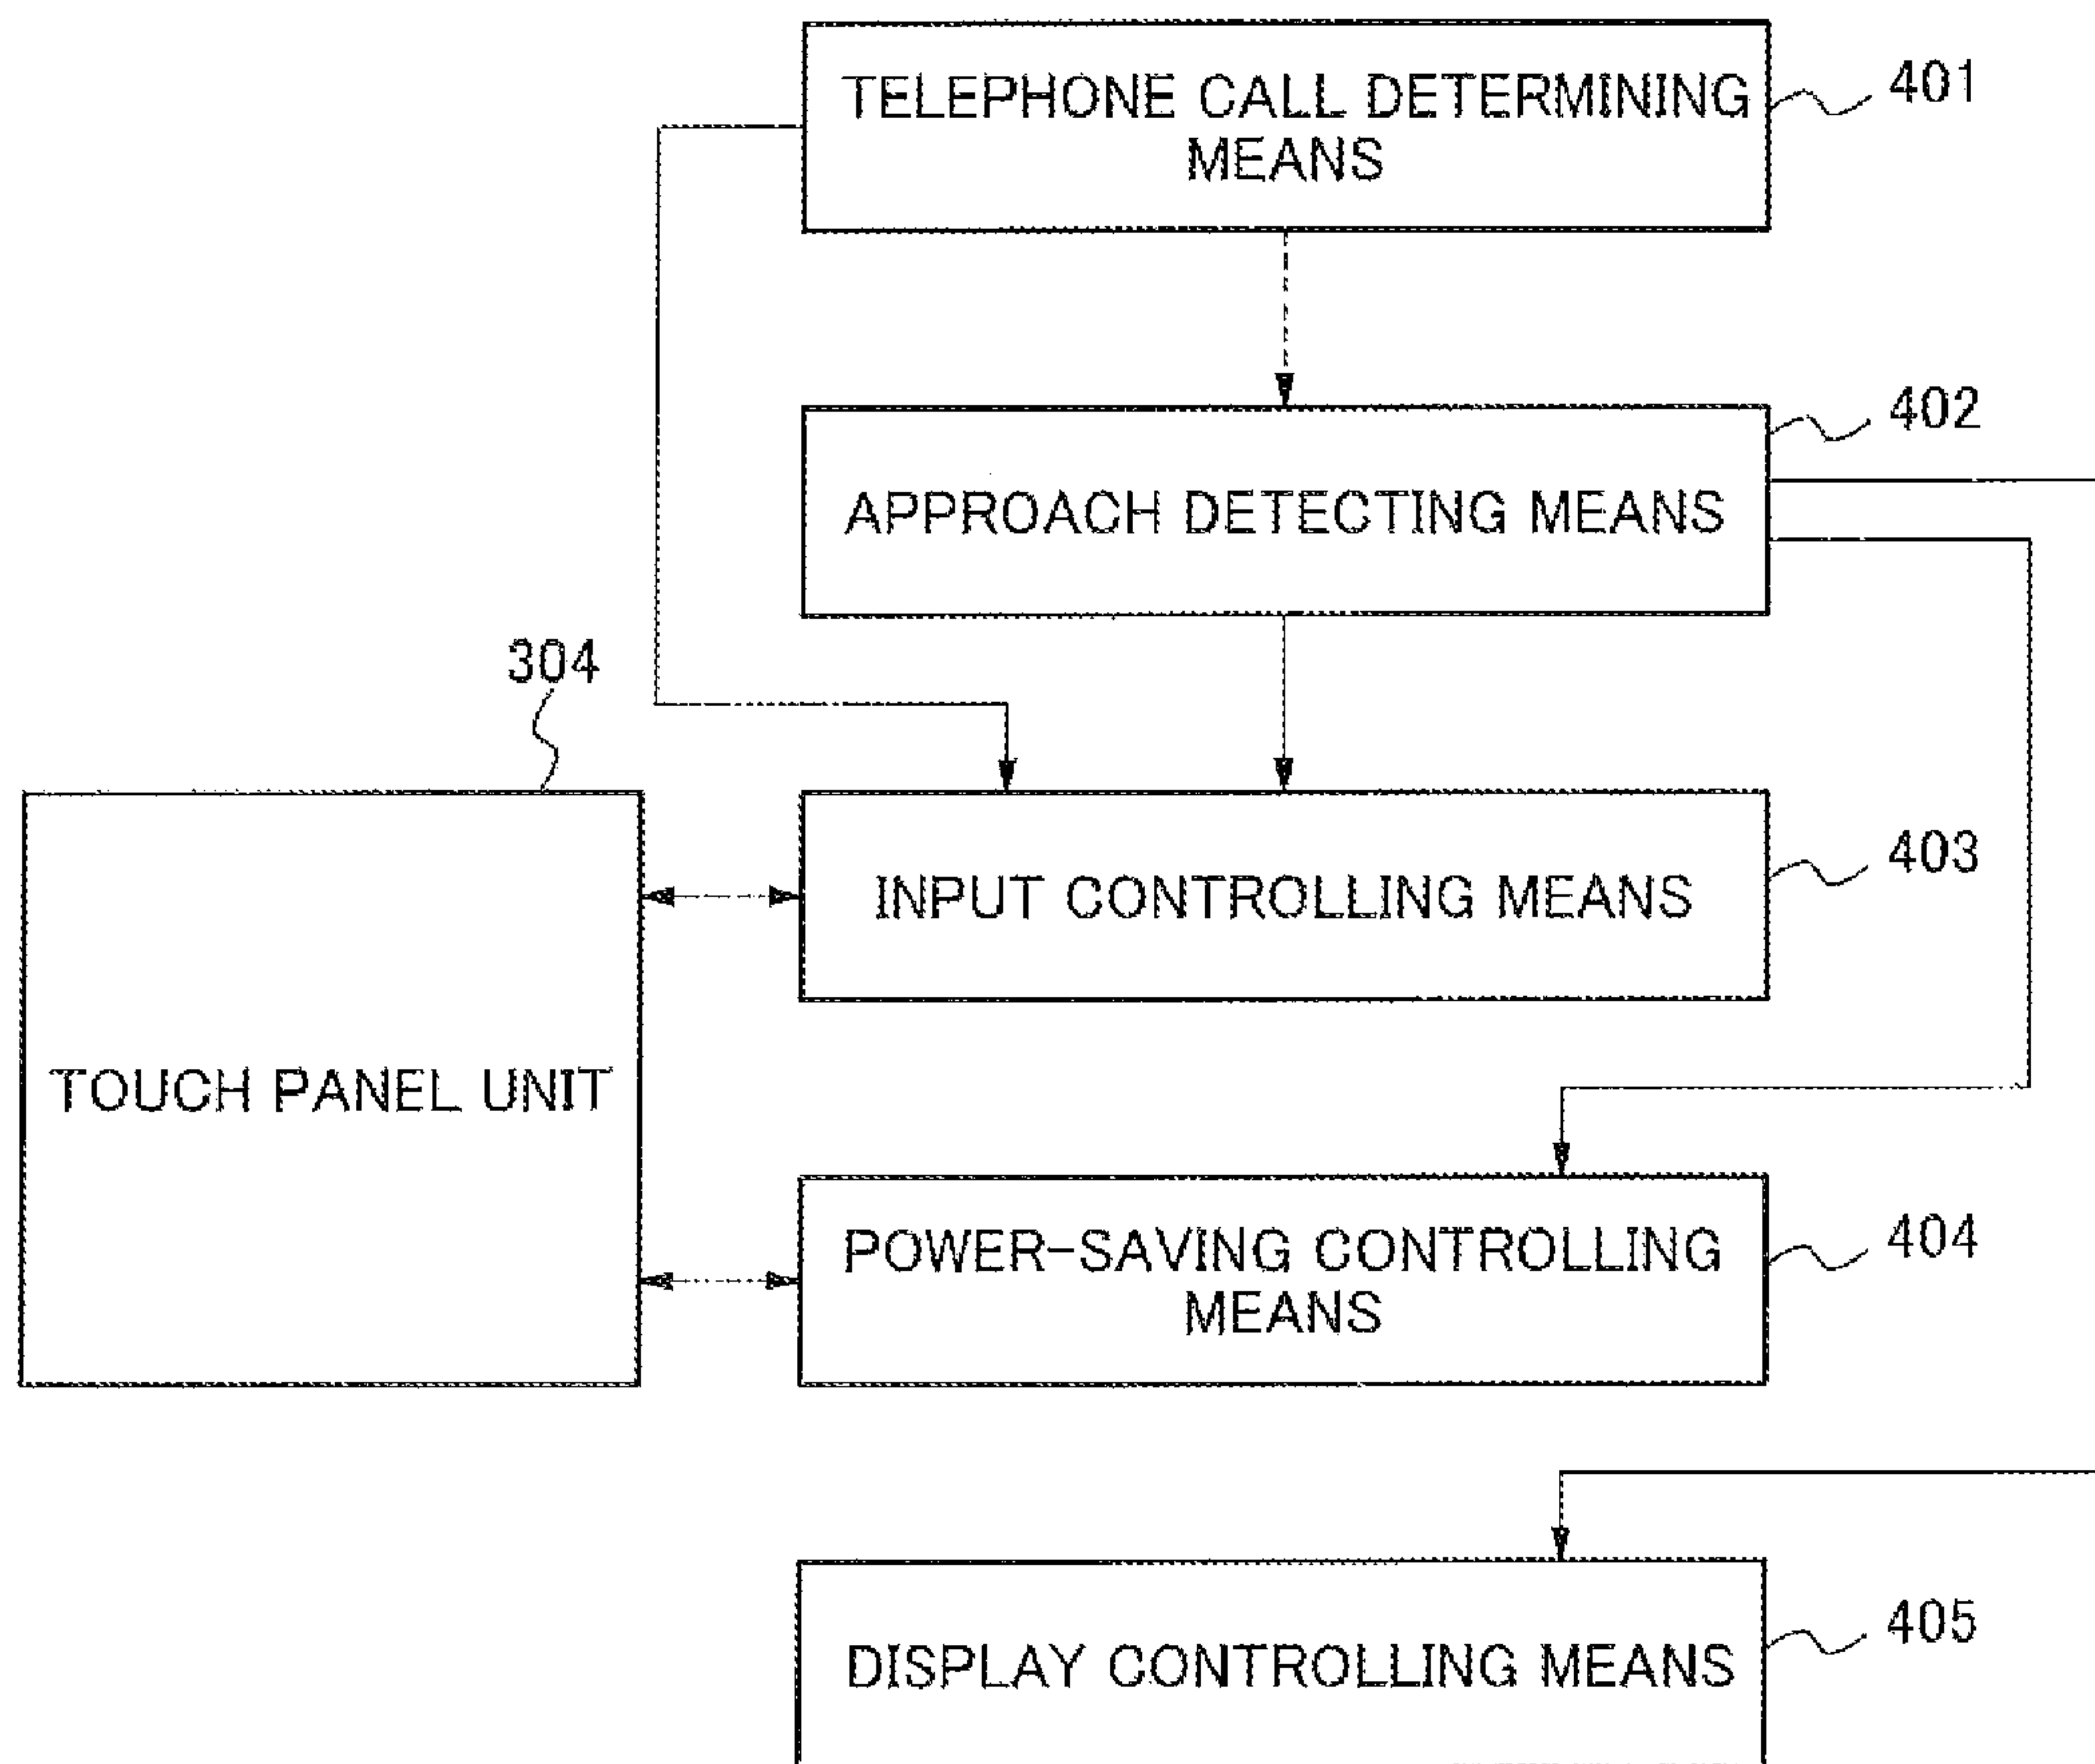 TELEPHONE CALL DETERMINING
MEANS
401
402
APPROACH DETECTING MEANS
304
403
INPUT CONTROLLING MEANS
TOUCH PANEL UNIT
404
POWER-SAVING CONTROLLING
MEANS
405
DISPLAY CONTROLLING MEANS